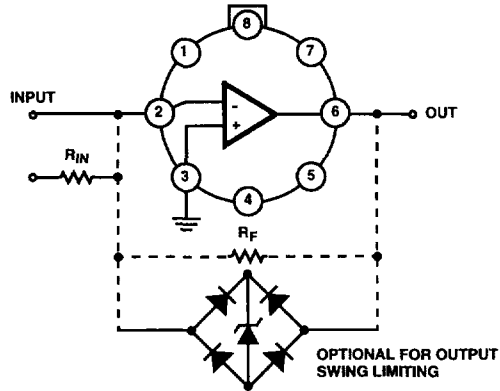 8
1
7
INPUT
2
-
+
6
OUT
R_IN
3
5
4
R_F
OPTIONAL FOR OUTPUT
SWING LIMITING